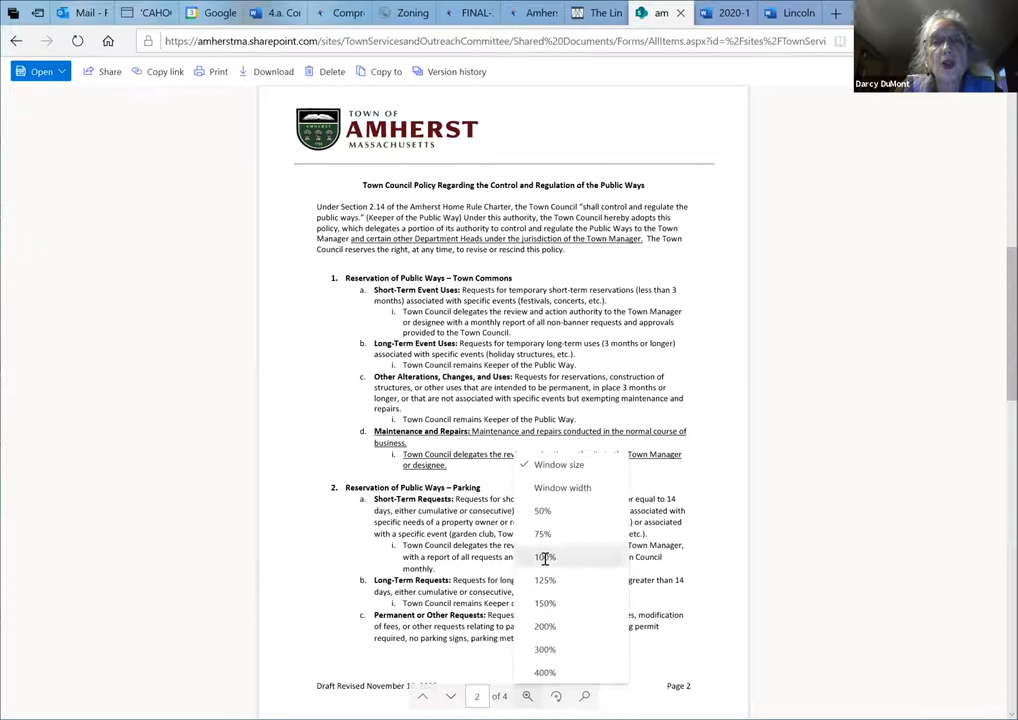 Mail - F
'CAHO
Google
4.a. Cor
Compr
Zoning
FINAL-
Amhers
The Lin
am
2020-1
Lincoln
https://amherstma.sharepoint.com/sites/TownServicesandOutreachCommittee/Shared%20Documents/Forms/AllItems.aspx?id=%2Fsites%2FTownServi
Open
Share
Copy link
Print
Download
Delete
Copy to
Version history
Darcy DuMont
TOWN OF
AMHERST
MASSACHUSETTS
Town Council Policy Regarding the Control and Regulation of the Public Ways
Under Section 2.14 of the Amherst Home Rule Charter, the Town Council "shall control and regulate the
public ways." (Keeper of the Public Way) Under this authority, the Town Council hereby adopts this
policy, which delegates a portion of its authority to control and regulate the Public Ways to the Town
Manager and certain other Department Heads under the jurisdiction of the Town Manager. The Town
Council reserves the right, at any time, to revise or rescind this policy.
1. Reservation of Public Ways – Town Commons
a. Short-Term Event Uses: Requests for temporary short-term reservations (less than 3
months) associated with specific events (festivals, concerts, etc.).
i. Town Council delegates the review and action authority to the Town Manager
or designee with a monthly report of all non-banner requests and approvals
provided to the Town Council.
b. Long-Term Event Uses: Requests for temporary long-term uses (3 months or longer)
associated with specific events (holiday structures, etc.).
i. Town Council remains Keeper of the Public Way.
c. Other Alterations, Changes, and Uses: Requests for reservations, construction of
structures, or other uses that are intended to be permanent, in place 3 months or
longer, or that are not associated with specific events but exempting maintenance and
repairs.
i. Town Council remains Keeper of the Public Way.
d. Maintenance and Repairs: Maintenance and repairs conducted in the normal course of
business.
i. Town Council delegates the rev Town Manager
or designee.
2. Reservation of Public Ways – Parking
a. Short-Term Requests: Requests for sho or equal to 14
days, either cumulative or consecutive) associated with
specific needs of a property owner or r ) or associated
with a specific event (garden club, Tow etc.).
i. Town Council delegates the rev Town Manager,
with a report of all requests an n Council
monthly.
b. Long-Term Requests: Requests for long greater than 14
days, either cumulative or consecutive,
i. Town Council remains Keeper o
c. Permanent or Other Requests: Reques s, modification
of fees, or other requests relating to pa ng permit
required, no parking signs, parking met
Window size
Window width
50%
75%
100%
125%
150%
200%
300%
400%
Draft Revised November 1
Page 2
2 of 4